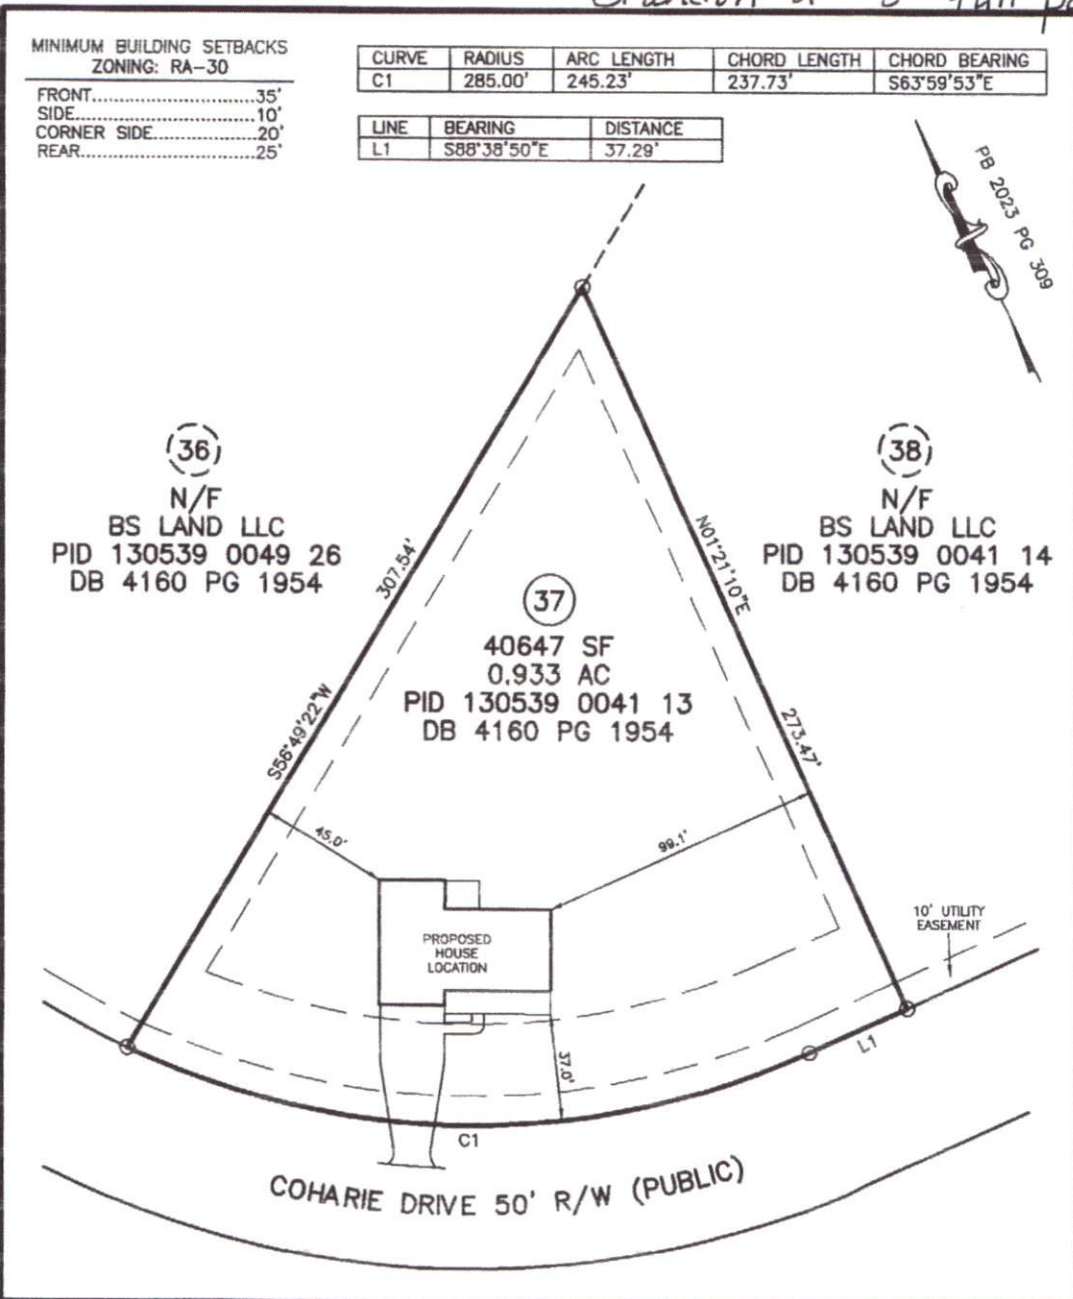 MINIMUM BUILDING SETBACKS
ZONING: RA-30
FRONT............................35'
SIDE................................10'
CORNER SIDE.................20'
REAR..............................25'
CURVE RADIUS ARC LENGTH CHORD LENGTH CHORD BEARING
C1 285.00' 245.23' 237.73' S63°59'53"E
LINE BEARING DISTANCE
L1 S88°38'50"E 37.29'
PB 2023 PG 309
36
N/F
BS LAND LLC
PID 130539 0049 26
DB 4160 PG 1954
38
N/F
BS LAND LLC
PID 130539 0041 14
DB 4160 PG 1954
307.54'
S56°49'22"W
N01°21'10"E
273.47'
37
40647 SF
0.933 AC
PID 130539 0041 13
DB 4160 PG 1954
45.0'
99.1'
PROPOSED
HOUSE
LOCATION
10' UTILITY
EASEMENT
37.0'
L1
C1
COHARIE DRIVE 50' R/W (PUBLIC)